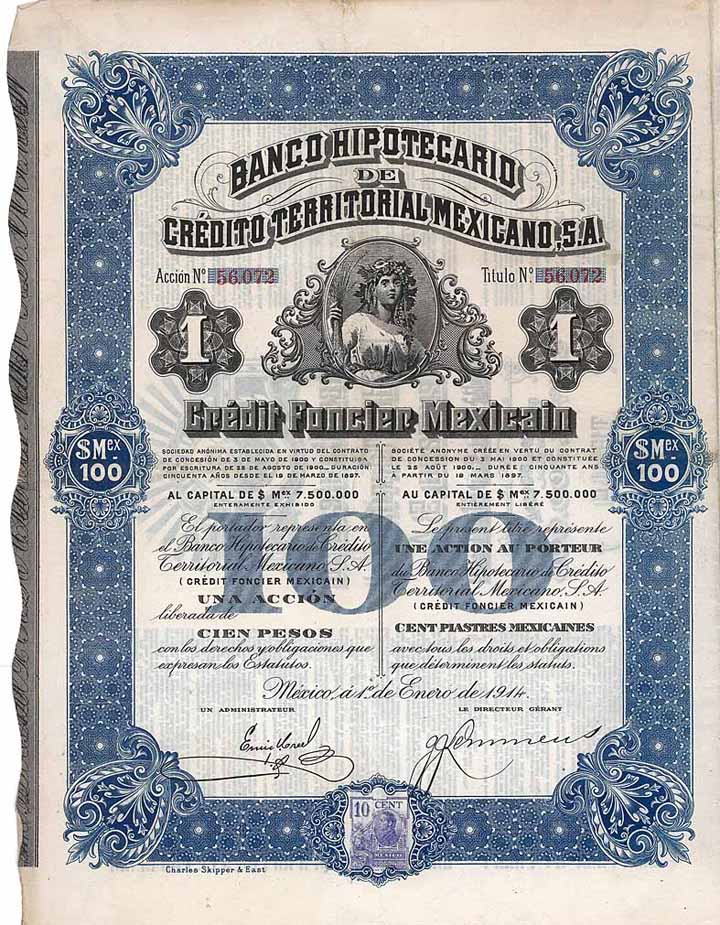 BANCO HIPOTECARIO
DE
CRÉDITO TERRITORIAL MEXICANO, S.A.
Acción Nº 56,072
Título Nº 56,072
1
1
Crédit Foncier Mexicain
SOCIEDAD ANÓNIMA ESTABLECIDA EN VIRTUD DEL CONTRATO
DE CONCESIÓN DE 3 DE MAYO DE 1900 Y CONSTITUIDA
POR ESCRITURA DE 25 DE AGOSTO DE 1900._ DURACIÓN
CINCUENTA AÑOS DESDE EL 19 DE MARZO DE 1897.
AL CAPITAL DE $ Mex 7.500.000
ENTERAMENTE EXHIBIDO
El portador representa en
el Banco Hipotecario de Crédito
Territorial Mexicano, S.A.
(CRÉDIT FONCIER MEXICAIN)
UNA ACCIÓN
liberada de
CIEN PESOS
con los derechos y obligaciones que
expresan los Estatutos.
SOCIÉTÉ ANONYME CRÉÉE EN VERTU DU CONTRAT
DE CONCESSION DU 3 MAI 1900 ET CONSTITUÉE
LE 25 AOÛT 1900._ DURÉE: CINQUANTE ANS
À PARTIR DU 19 MARS 1897.
AU CAPITAL DE $ Mex 7.500.000
ENTIÈREMENT LIBÉRÉ
Le présent titre représente
UNE ACTION AU PORTEUR
du Banco Hipotecario de Crédito
Territorial Mexicano, S.A.
(CRÉDIT FONCIER MEXICAIN)
CENT PIASTRES MEXICAINES
avec tous les droits et obligations
que déterminent les statuts.
$Mex
100
$Mex
100
100
México, á 1º de Enero de 1914.
UN ADMINISTRATEUR
LE DIRECTEUR GÉRANT
10 CENT
MEXICO
Charles Skipper & East